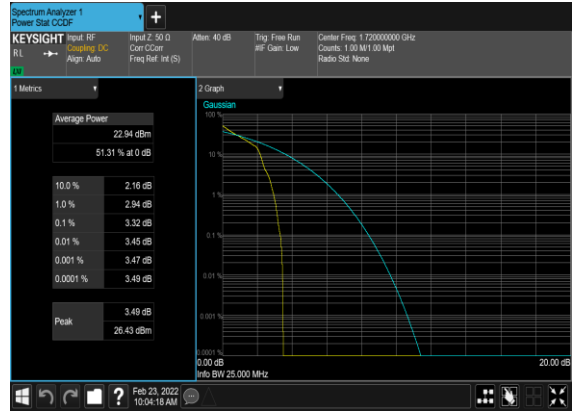 Spectrum Analyzer 1
Power Stat CCDF
+
KEYSIGHT
RL
Input: RF
Coupling: DC
Align: Auto
Input Z: 50 Ω
Corr CCorr
Freq Ref: Int (S)
Atten: 40 dB
Trig: Free Run
#IF Gain: Low
Center Freq: 1.720000000 GHz
Counts: 1.00 M/1.00 Mpt
Radio Std: None
1 Metrics
Average Power
22.94 dBm
51.31 % at 0 dB
10.0 % 2.16 dB
1.0 % 2.94 dB
0.1 % 3.32 dB
0.01 % 3.45 dB
0.001 % 3.47 dB
0.0001 % 3.49 dB
Peak
3.49 dB
26.43 dBm
2 Graph
Gaussian
100 %
10 %
1 %
0.1 %
0.01 %
0.001 %
0.0001 %
0.00 dB
20.00 dB
Info BW 25.000 MHz
?
Feb 23, 2022
10:04:18 AM